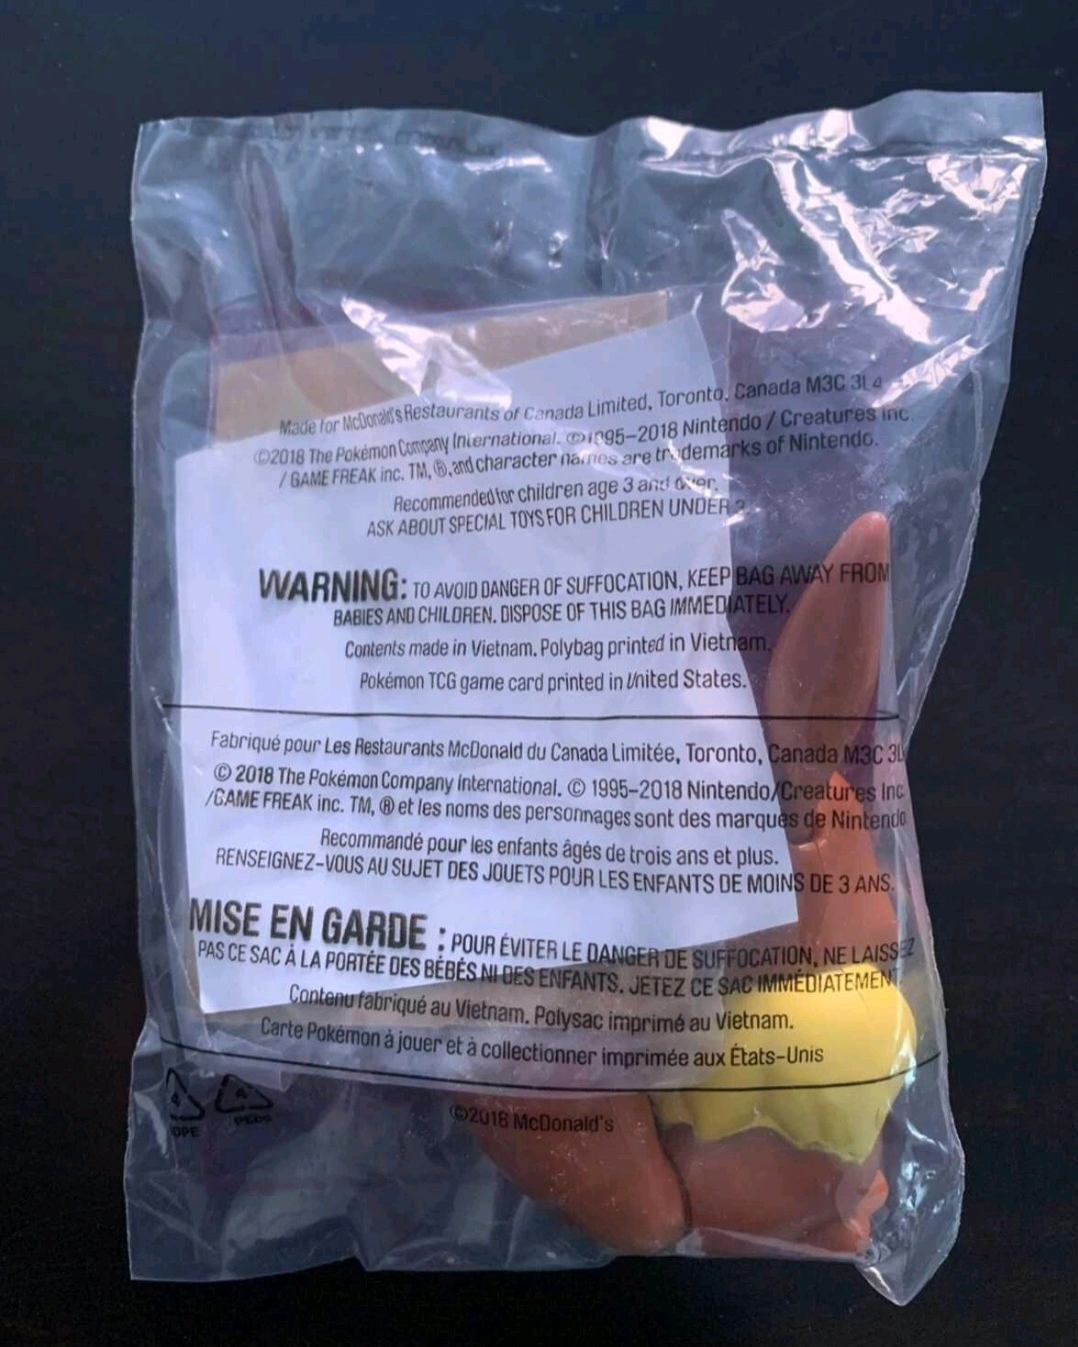 Made for McDonald's Restaurants of Canada Limited, Toronto, Canada M3C 3L4
©2018 The Pokémon Company International. ©1995–2018 Nintendo / Creatures Inc.
/ GAME FREAK inc. TM, ®, and character names are trademarks of Nintendo.
Recommended for children age 3 and over.
ASK ABOUT SPECIAL TOYS FOR CHILDREN UNDER 3
WARNING: TO AVOID DANGER OF SUFFOCATION, KEEP BAG AWAY FROM
BABIES AND CHILDREN. DISPOSE OF THIS BAG IMMEDIATELY.
Contents made in Vietnam. Polybag printed in Vietnam.
Pokémon TCG game card printed in United States.
Fabriqué pour Les Restaurants McDonald du Canada Limitée, Toronto, Canada M3C 3L
© 2018 The Pokémon Company International. © 1995–2018 Nintendo/Creatures Inc.
/GAME FREAK inc. TM, ® et les noms des personnages sont des marques de Nintendo
Recommandé pour les enfants âgés de trois ans et plus.
RENSEIGNEZ-VOUS AU SUJET DES JOUETS POUR LES ENFANTS DE MOINS DE 3 ANS.
MISE EN GARDE : POUR ÉVITER LE DANGER DE SUFFOCATION, NE LAISSEZ
PAS CE SAC À LA PORTÉE DES BÉBÉS NI DES ENFANTS. JETEZ CE SAC IMMÉDIATEMENT
Contenu fabriqué au Vietnam. Polysac imprimé au Vietnam.
Carte Pokémon à jouer et à collectionner imprimée aux États-Unis
©2018 McDonald's